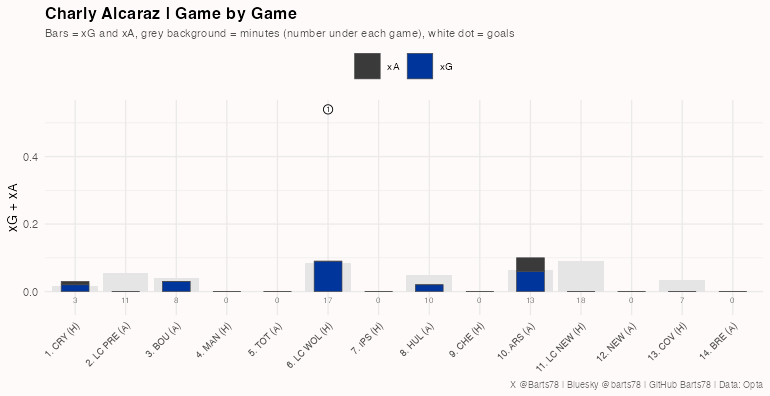 Charly Alcaraz | Game by Game
Bars = xG and xA, grey background = minutes (number under each game), white dot = goals
xA xG
xG + xA
0.4
0.2
0.0
1
3 11 8 0 0 17 0 10 0 13 18 0 7 0
1. CRY (H)
2. LC PRE (A)
3. BOU (A)
4. MAN (H)
5. TOT (A)
6. LC WOL (H)
7. IPS (H)
8. HUL (A)
9. CHE (H)
10. ARS (A)
11. LC NEW (H)
12. NEW (A)
13. COV (H)
14. BRE (A)
X @Barts78 | Bluesky @barts78 | GitHub Barts78 | Data: Opta